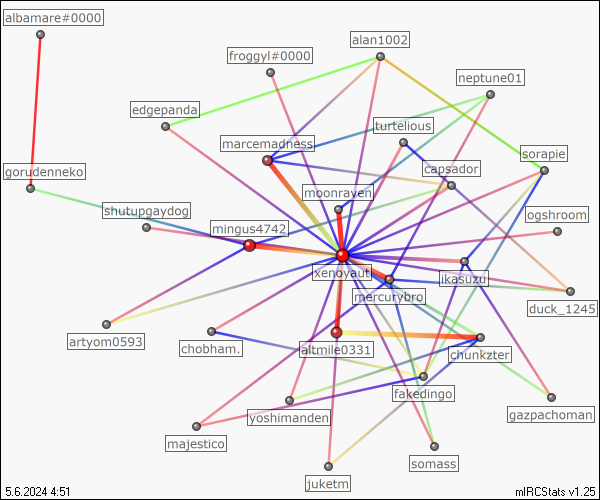 albamare#0000
alan1002
froggyl#0000
neptune01
edgepanda
turtelious
marcemadness
sorapie
capsador
gorudenneko
moonraven
shutupgaydog
ogshroom
mingus4742
xenoyaut
ikasuzu
mercurybro
duck_1245
artyom0593
chobham.
altmile0331
chunkzter
fakedingo
yoshimanden
gazpachoman
majestico
somass
juketm
5.6.2024 4:51
mIRCStats v1.25